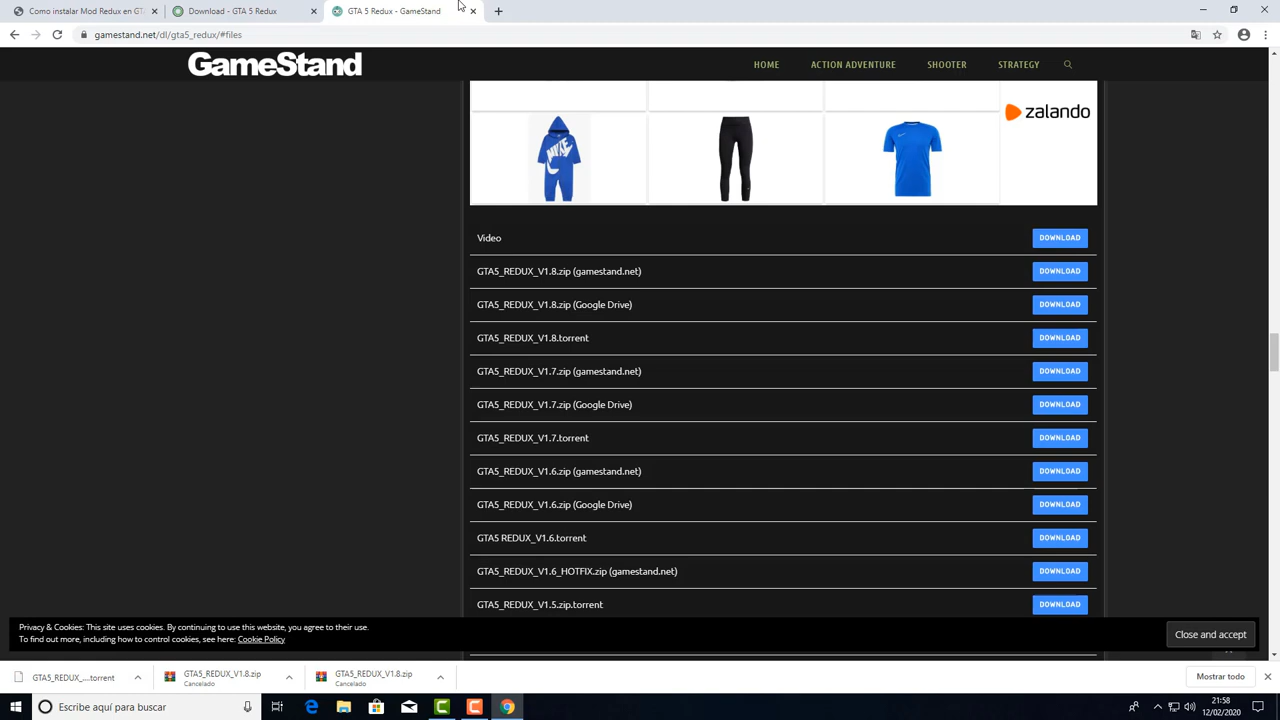 Como instalar Mod Redux en GTA
Download - GTA 5 Redux
GTA 5 Redux - GameStand
gamestand.net/dl/gta5_redux/#files
GameStand
HOME
ACTION ADVENTURE
SHOOTER
STRATEGY
zalando
Video
DOWNLOAD
GTA5_REDUX_V1.8.zip (gamestand.net)
DOWNLOAD
GTA5_REDUX_V1.8.zip (Google Drive)
DOWNLOAD
GTA5_REDUX_V1.8.torrent
DOWNLOAD
GTA5_REDUX_V1.7.zip (gamestand.net)
DOWNLOAD
GTA5_REDUX_V1.7.zip (Google Drive)
DOWNLOAD
GTA5_REDUX_V1.7.torrent
DOWNLOAD
GTA5_REDUX_V1.6.zip (gamestand.net)
DOWNLOAD
GTA5_REDUX_V1.6.zip (Google Drive)
DOWNLOAD
GTA5 REDUX_V1.6.torrent
DOWNLOAD
GTA5_REDUX_V1.6_HOTFIX.zip (gamestand.net)
DOWNLOAD
GTA5_REDUX_V1.5.zip.torrent
DOWNLOAD
Privacy & Cookies: This site uses cookies. By continuing to use this website, you agree to their use.
To find out more, including how to control cookies, see here: Cookie Policy
Close and accept
GTA5_REDUX_....torrent
GTA5_REDUX_V1.8.zip
Cancelado
GTA5_REDUX_V1.8.zip
Cancelado
Mostrar todo
Escribe aquí para buscar
21:58
12/02/2020